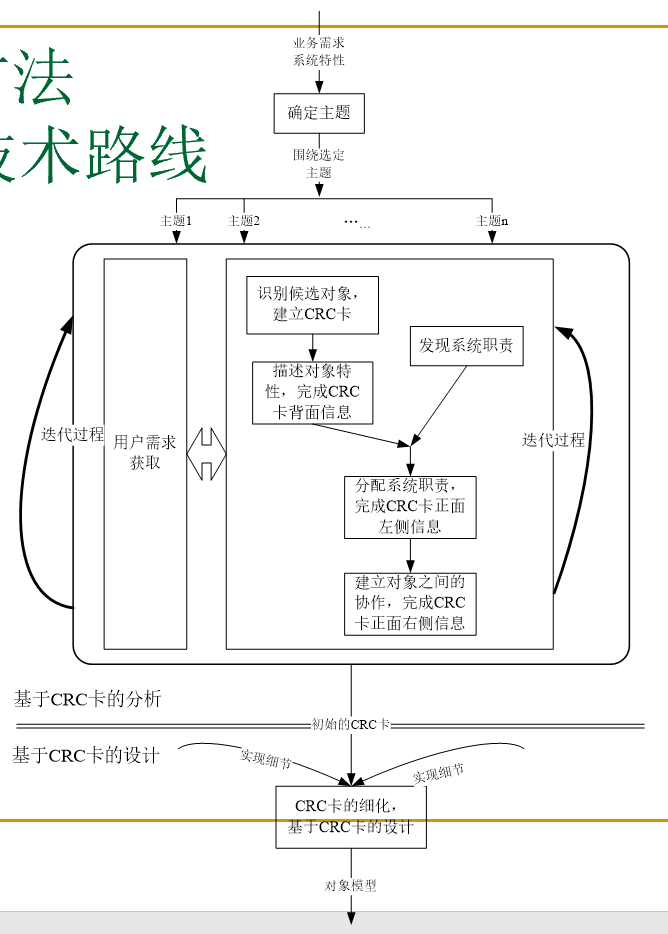 业务需求
系统特性
方法
技术路线
确定主题
围绕选定
主题
主题1
主题2
…...
主题n
识别候选对象，
建立CRC卡
发现系统职责
描述对象特
性，完成CRC
卡背面信息
迭代过程
用户需求
获取
迭代过程
分配系统职责，
完成CRC卡正面
左侧信息
建立对象之间的
协作，完成CRC
卡正面右侧信息
基于CRC卡的分析
初始的CRC卡
基于CRC卡的设计
实现细节
实现细节
CRC卡的细化，
基于CRC卡的设计
对象模型